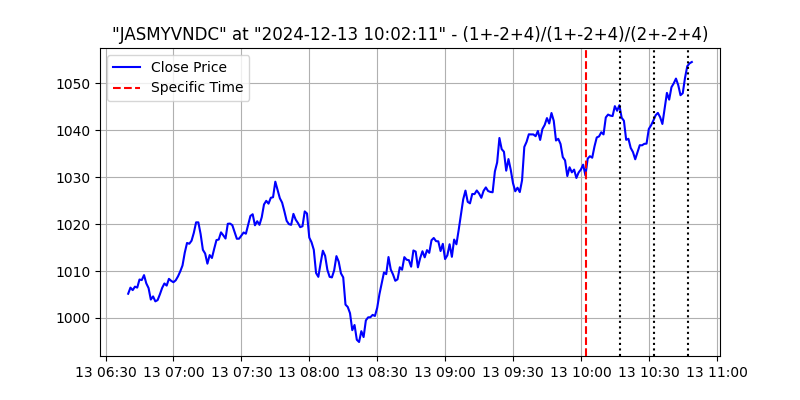 "JASMYVNDC" at "2024-12-13 10:02:11" - (1+-2+4)/(1+-2+4)/(2+-2+4)
Close Price
Specific Time
1050
1040
1030
1020
1010
1000
13 06:30 13 07:00 13 07:30 13 08:00 13 08:30 13 09:00 13 09:30 13 10:00 13 10:30 13 11:00